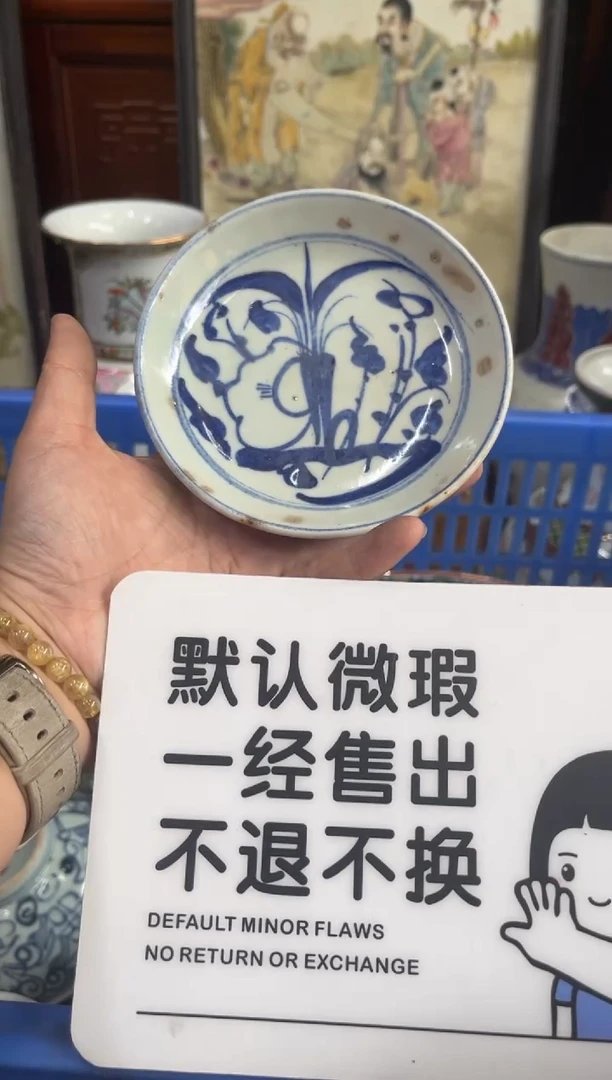 默认微瑕
一经售出
不退不换
DEFAULT MINOR FLAWS
NO RETURN OR EXCHANGE